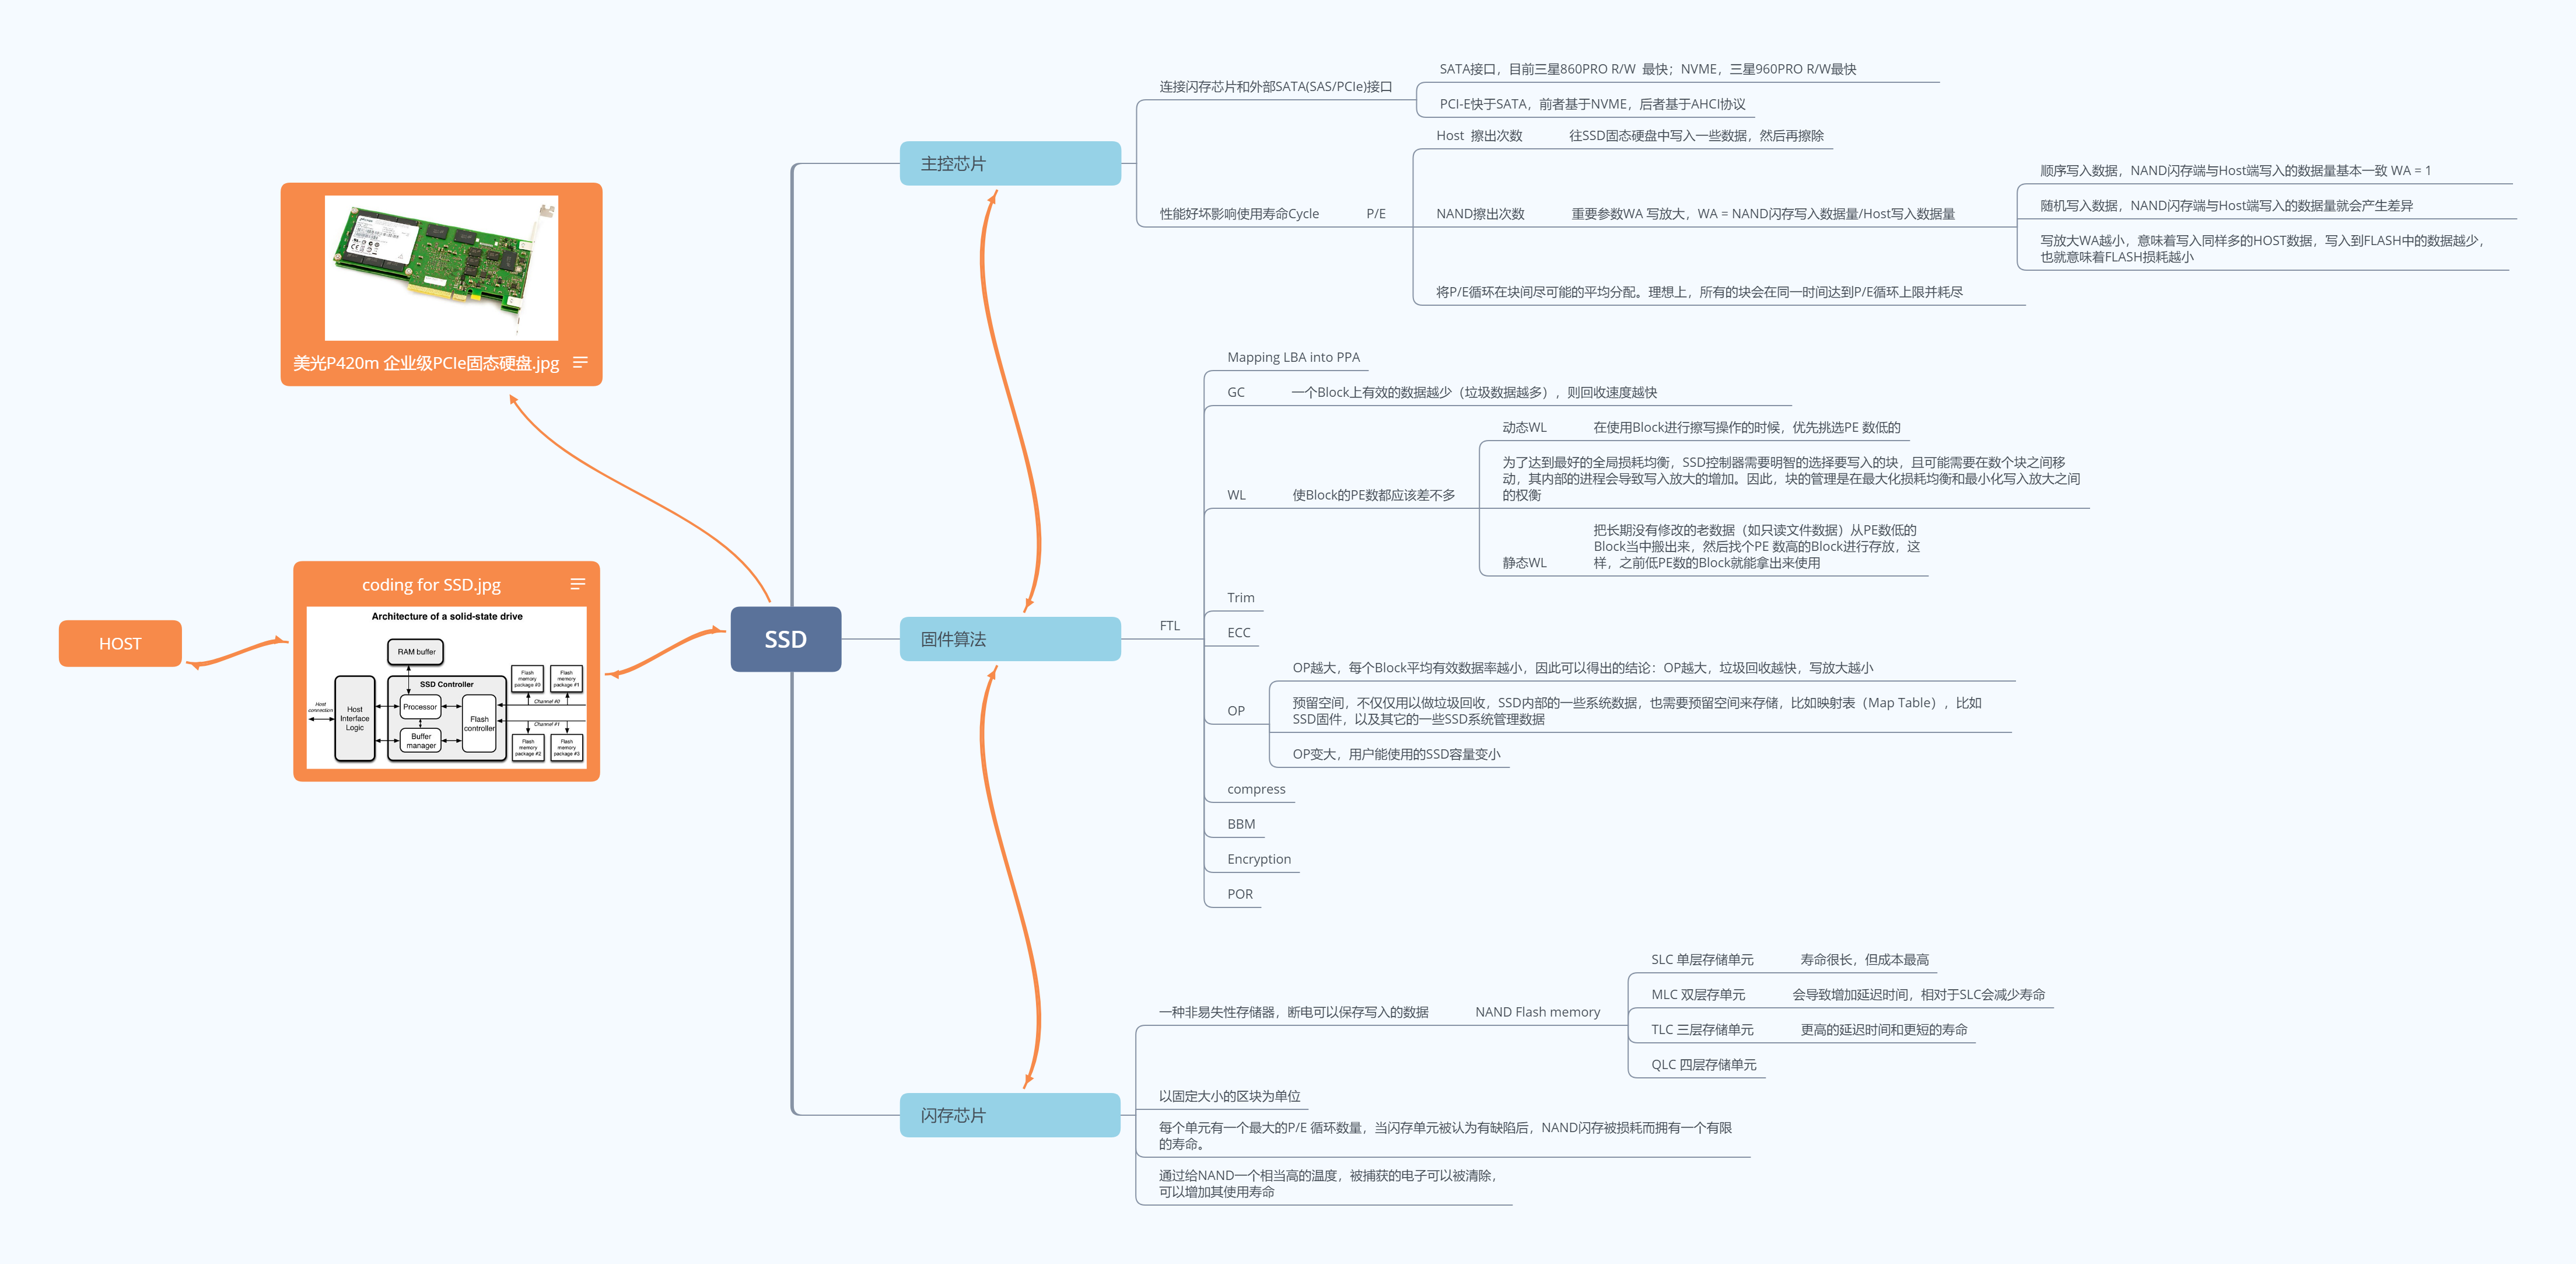 美光P420m 企业级PCIe固态硬盘.jpg
HOST
coding for SSD.jpg
Architecture of a solid-state drive
RAM buffer
SSD Controller
Host
connection
Host
Interface
Logic
Processor
Buffer
manager
Flash
controller
Flash
memory
package #0
Flash
memory
package #1
Channel #0
Channel #1
Flash
memory
package #2
Flash
memory
package #3
SSD
主控芯片
连接闪存芯片和外部SATA(SAS/PCIe)接口
SATA接口，目前三星860PRO R/W 最快；NVME，三星960PRO R/W最快
PCI-E快于SATA，前者基于NVME，后者基于AHCI协议
性能好坏影响使用寿命Cycle
P/E
Host 擦出次数
往SSD固态硬盘中写入一些数据，然后再擦除
NAND擦出次数
重要参数WA 写放大，WA = NAND闪存写入数据量/Host写入数据量
顺序写入数据，NAND闪存端与Host端写入的数据量基本一致 WA = 1
随机写入数据，NAND闪存端与Host端写入的数据量就会产生差异
写放大WA越小，意味着写入同样多的HOST数据，写入到FLASH中的数据越少，
也就意味着FLASH损耗越小
将P/E循环在块间尽可能的平均分配。理想上，所有的块会在同一时间达到P/E循环上限并耗尽
固件算法
FTL
Mapping LBA into PPA
GC
一个Block上有效的数据越少（垃圾数据越多），则回收速度越快
WL
使Block的PE数都应该差不多
动态WL
在使用Block进行擦写操作的时候，优先挑选PE 数低的
为了达到最好的全局损耗均衡，SSD控制器需要明智的选择要写入的块，且可能需要在数个块之间移
动，其内部的进程会导致写入放大的增加。因此，块的管理是在最大化损耗均衡和最小化写入放大之间
的权衡
静态WL
把长期没有修改的老数据（如只读文件数据）从PE数低的
Block当中搬出来，然后找个PE 数高的Block进行存放，这
样，之前低PE数的Block就能拿出来使用
Trim
ECC
OP
OP越大，每个Block平均有效数据率越小，因此可以得出的结论：OP越大，垃圾回收越快，写放大越小
预留空间，不仅仅用以做垃圾回收，SSD内部的一些系统数据，也需要预留空间来存储，比如映射表（Map Table），比如
SSD固件，以及其它的一些SSD系统管理数据
OP变大，用户能使用的SSD容量变小
compress
BBM
Encryption
POR
闪存芯片
一种非易失性存储器，断电可以保存写入的数据
NAND Flash memory
SLC 单层存储单元
寿命很长，但成本最高
MLC 双层存单元
会导致增加延迟时间，相对于SLC会减少寿命
TLC 三层存储单元
更高的延迟时间和更短的寿命
QLC 四层存储单元
以固定大小的区块为单位
每个单元有一个最大的P/E 循环数量，当闪存单元被认为有缺陷后，NAND闪存被损耗而拥有一个有限
的寿命。
通过给NAND一个相当高的温度，被捕获的电子可以被清除，
可以增加其使用寿命